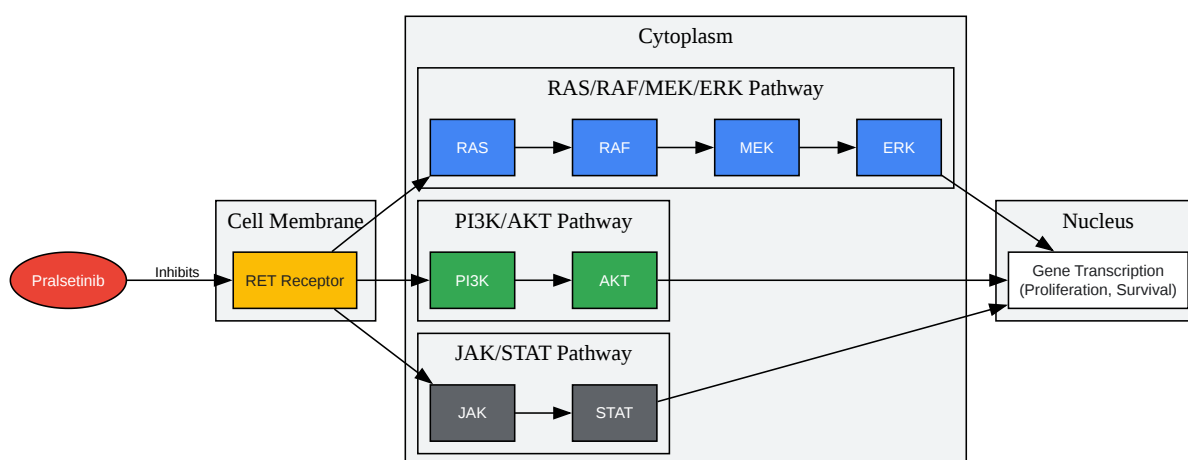 Cytoplasm
RAS/RAF/MEK/ERK Pathway
RAS
RAF
MEK
ERK
Cell Membrane
PI3K/AKT Pathway
Nucleus
Pralsetinib
Inhibits
RET Receptor
PI3K
AKT
Gene Transcription
(Proliferation, Survival)
JAK/STAT Pathway
JAK
STAT